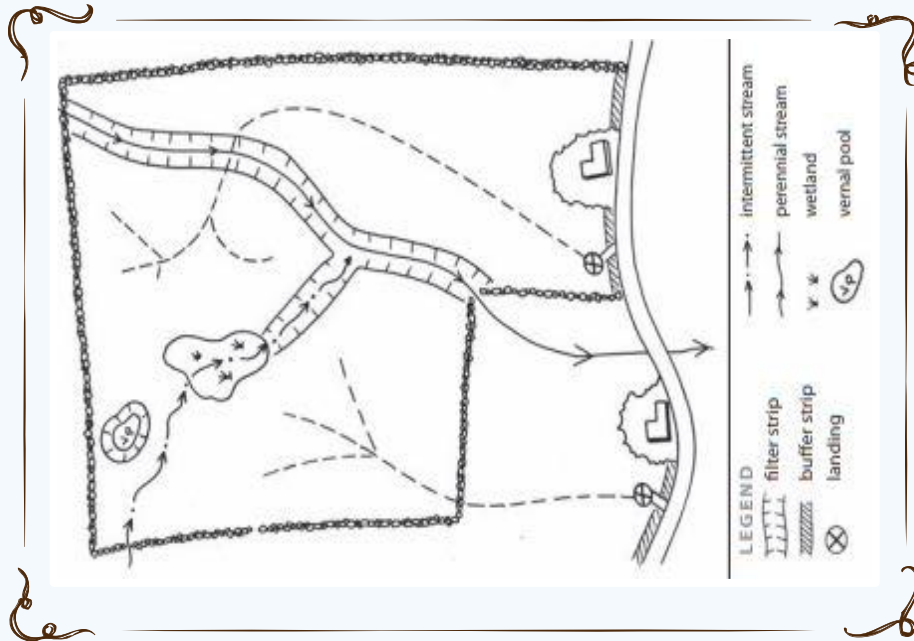 LEGEND
filter strip
buffer strip
landing
intermittent stream
perennial stream
wetland
vernal pool
vp
vp